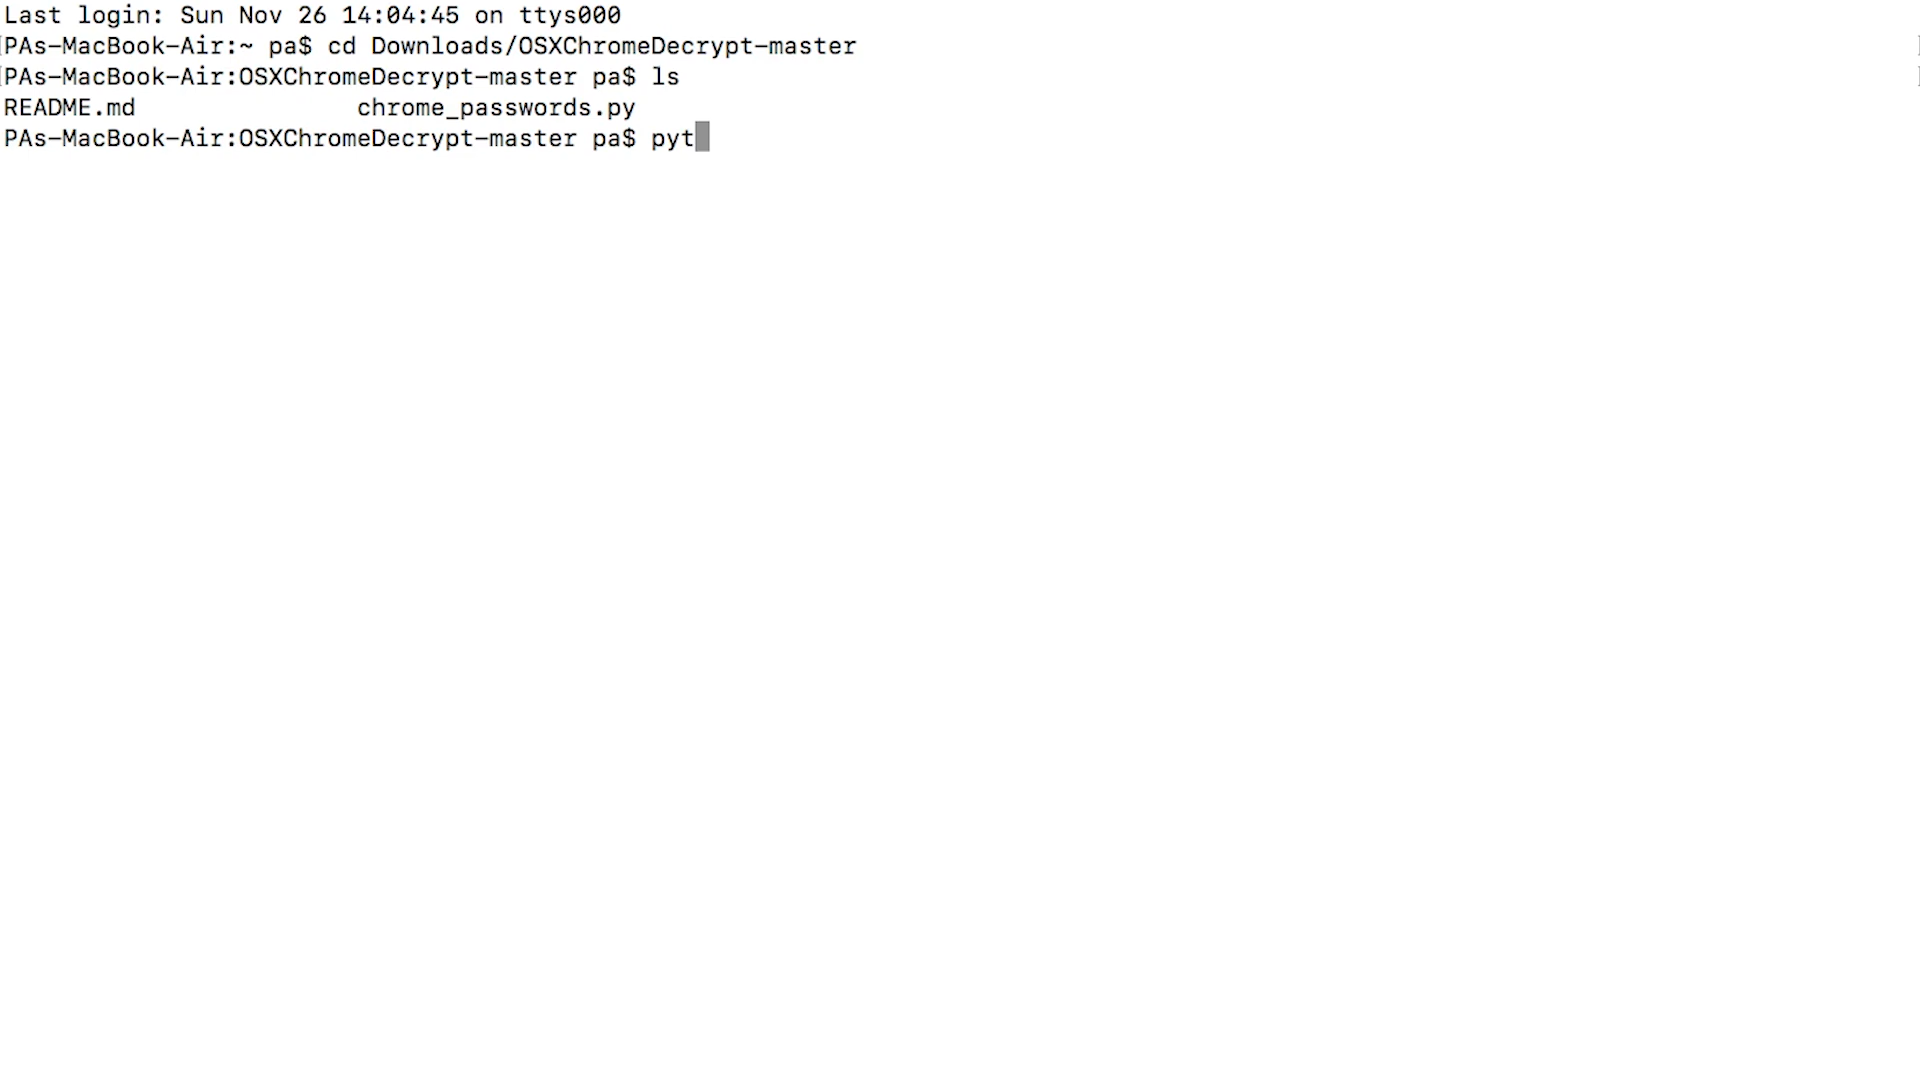 Last login: Sun Nov 26 14:04:45 on ttys000
[PAs-MacBook-Air:~ pa$ cd Downloads/OSXChromeDecrypt-master ]
[PAs-MacBook-Air:OSXChromeDecrypt-master pa$ ls ]
README.md chrome_passwords.py
PAs-MacBook-Air:OSXChromeDecrypt-master pa$ pyt